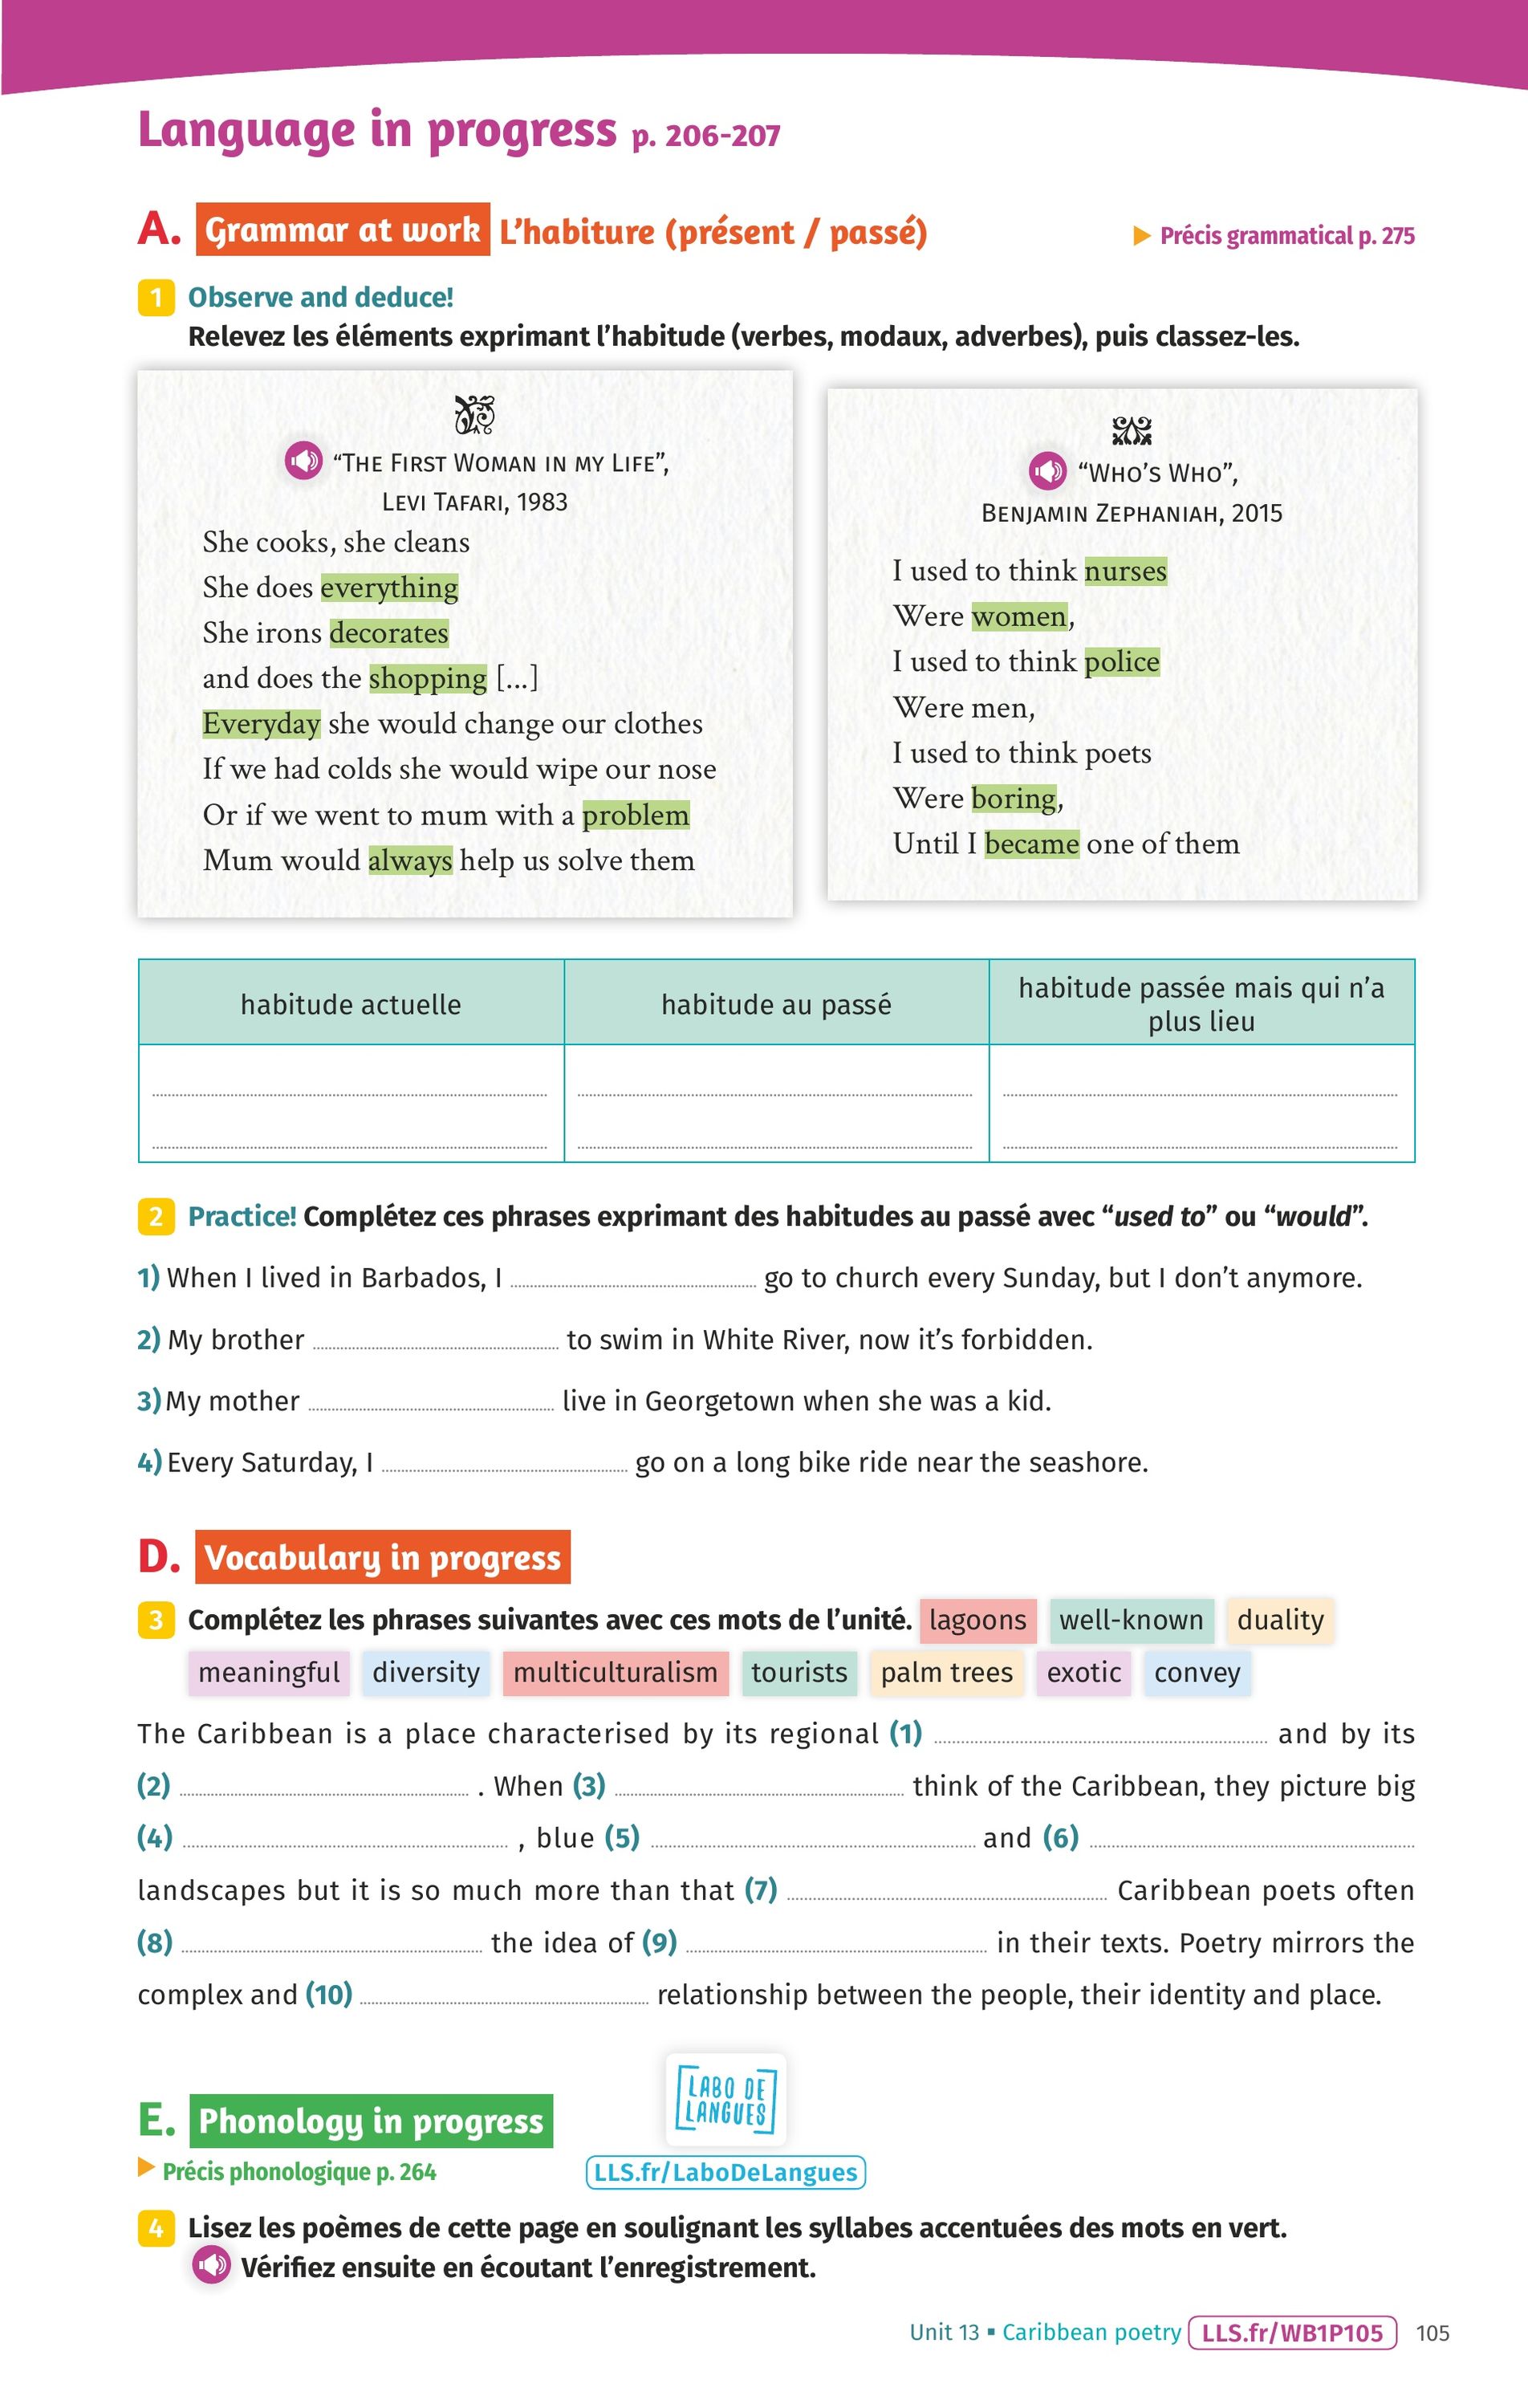 Language in progress p. 206-207
A. Grammar at work L’habiture (présent / passé)
▶ Précis grammatical p. 275
1 Observe and deduce!
Relevez les éléments exprimant l’habitude (verbes, modaux, adverbes), puis classez-les.
“The First Woman in my Life”,
Levi Tafari, 1983
She cooks, she cleans
She does everything
She irons decorates
and does the shopping [...]
Everyday she would change our clothes
If we had colds she would wipe our nose
Or if we went to mum with a problem
Mum would always help us solve them
“Who’s Who”,
Benjamin Zephaniah, 2015
I used to think nurses
Were women,
I used to think police
Were men,
I used to think poets
Were boring,
Until I became one of them
habitude actuelle
habitude au passé
habitude passée mais qui n’a
plus lieu
2 Practice! Complétez ces phrases exprimant des habitudes au passé avec “used to” ou “would”.
1) When I lived in Barbados, I ........ go to church every Sunday, but I don’t anymore.
2) My brother ........ to swim in White River, now it’s forbidden.
3) My mother ........ live in Georgetown when she was a kid.
4) Every Saturday, I ........ go on a long bike ride near the seashore.
D. Vocabulary in progress
3 Complétez les phrases suivantes avec ces mots de l’unité. lagoons well-known duality
meaningful diversity multiculturalism tourists palm trees exotic convey
The Caribbean is a place characterised by its regional (1) ........ and by its
(2) ........ . When (3) ........ think of the Caribbean, they picture big
(4) ........ , blue (5) ........ and (6) ........
landscapes but it is so much more than that (7) ........ Caribbean poets often
(8) ........ the idea of (9) ........ in their texts. Poetry mirrors the
complex and (10) ........ relationship between the people, their identity and place.
LABO DE
LANGUES
E. Phonology in progress
▶ Précis phonologique p. 264
LLS.fr/LaboDeLangues
4 Lisez les poèmes de cette page en soulignant les syllabes accentuées des mots en vert.
Vérifiez ensuite en écoutant l’enregistrement.
Unit 13 ▪ Caribbean poetry LLS.fr/WB1P105 105